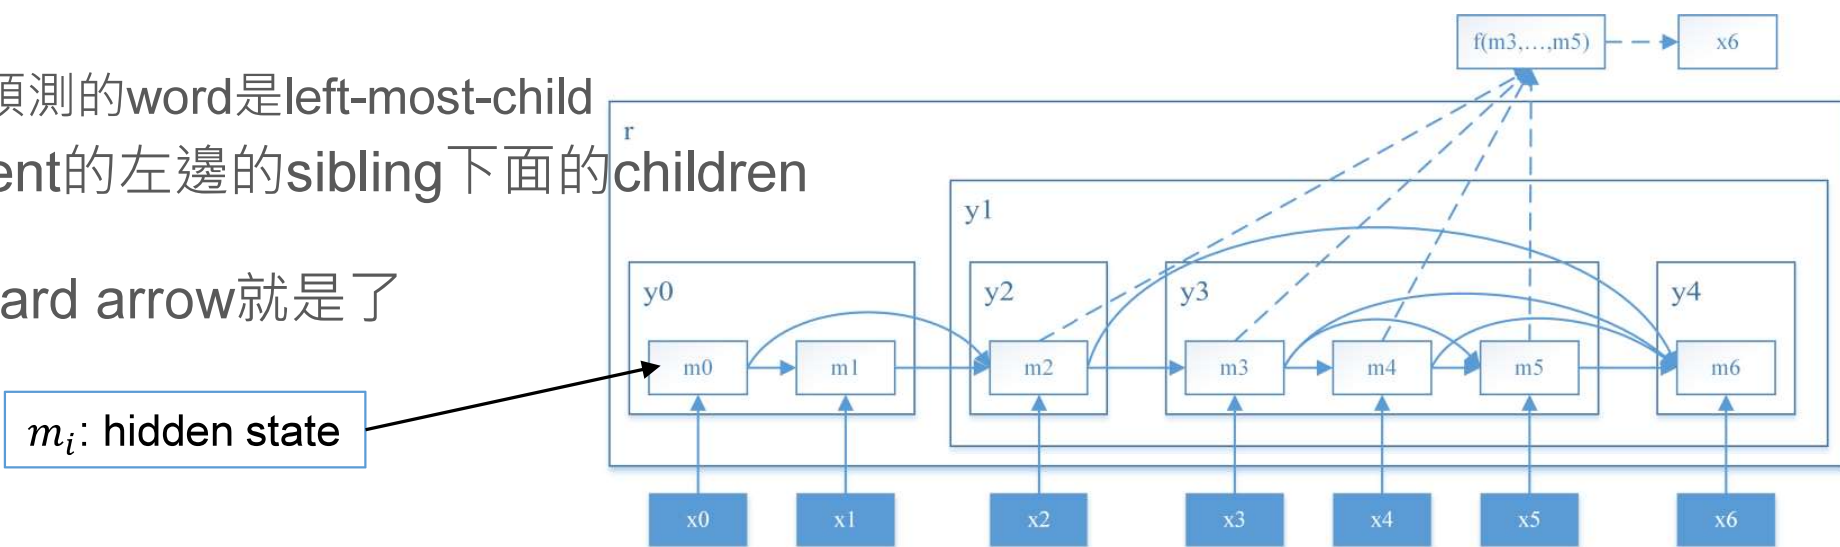 預測的word是left-most-child
ent的左邊的sibling下面的children
ard arrow就是了
m_i: hidden state
f(m3,...,m5) x6
r
y1
y0 y2 y3 y4
m0 m1 m2 m3 m4 m5 m6
x0 x1 x2 x3 x4 x5 x6